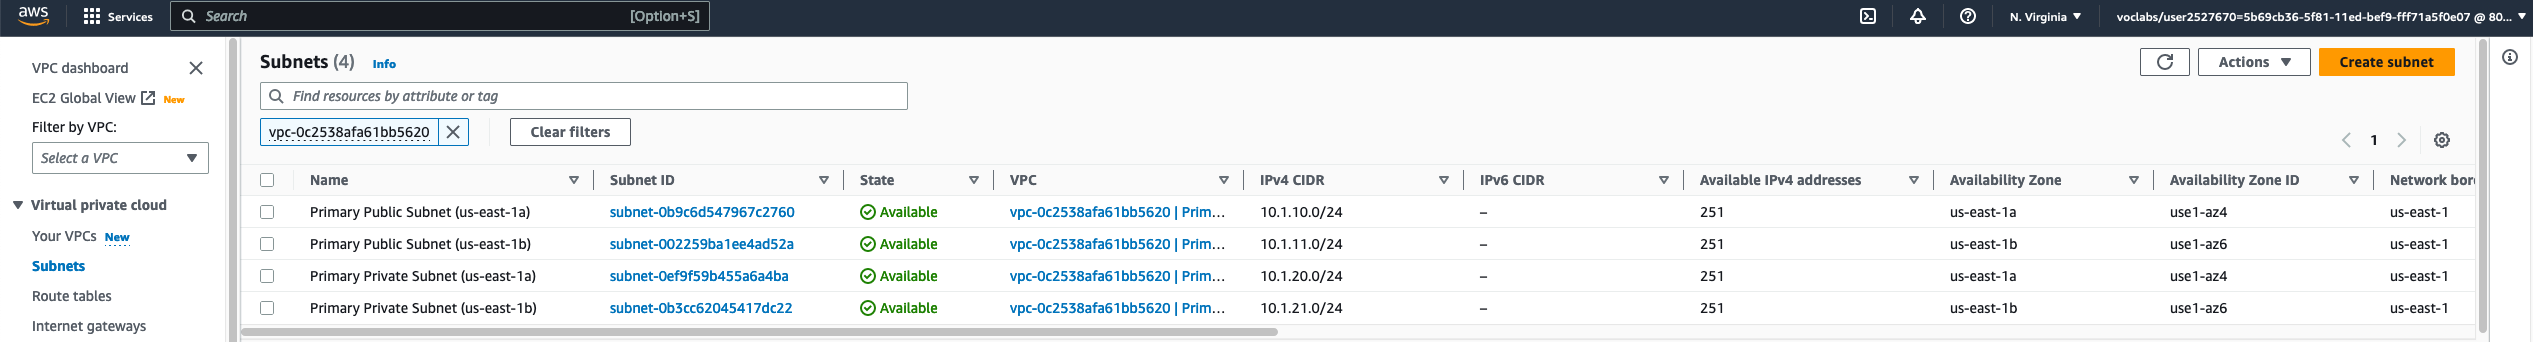 aws Services Search [Option+S] N. Virginia voclabs/user2527670=5b69cb36-5f81-11ed-bef9-fff71a5f0e07 @ 80...
VPC dashboard
EC2 Global View New
Filter by VPC:
Select a VPC
Virtual private cloud
Your VPCs New
Subnets
Route tables
Internet gateways
Subnets (4) Info
Actions Create subnet
Find resources by attribute or tag
vpc-0c2538afa61bb5620 Clear filters
1
Name Subnet ID State VPC IPv4 CIDR IPv6 CIDR Available IPv4 addresses Availability Zone Availability Zone ID Network bor
Primary Public Subnet (us-east-1a) subnet-0b9c6d547967c2760 Available vpc-0c2538afa61bb5620 | Prim... 10.1.10.0/24 – 251 us-east-1a use1-az4 us-east-1
Primary Public Subnet (us-east-1b) subnet-002259ba1ee4ad52a Available vpc-0c2538afa61bb5620 | Prim... 10.1.11.0/24 – 251 us-east-1b use1-az6 us-east-1
Primary Private Subnet (us-east-1a) subnet-0ef9f59b455a6a4ba Available vpc-0c2538afa61bb5620 | Prim... 10.1.20.0/24 – 251 us-east-1a use1-az4 us-east-1
Primary Private Subnet (us-east-1b) subnet-0b3cc62045417dc22 Available vpc-0c2538afa61bb5620 | Prim... 10.1.21.0/24 – 251 us-east-1b use1-az6 us-east-1